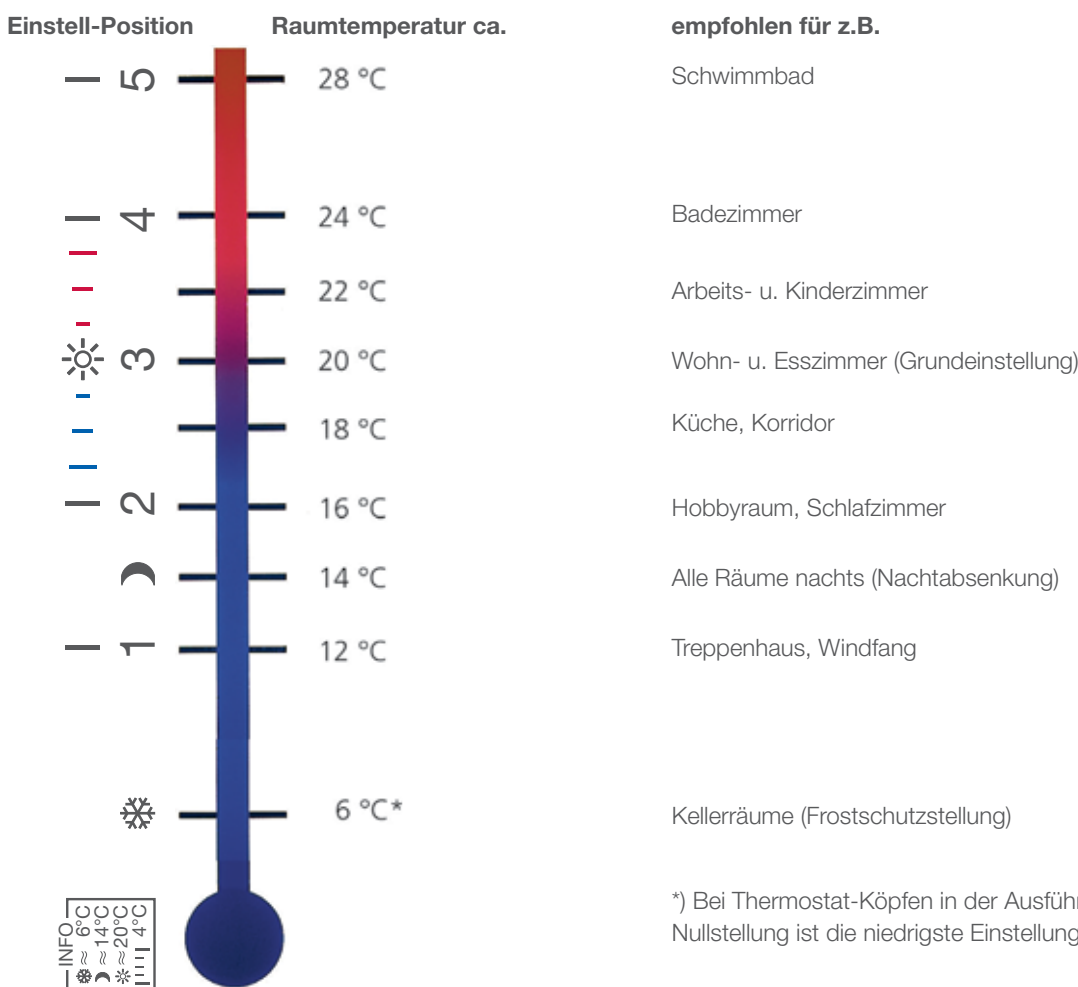 Einstell-Position Raumtemperatur ca. empfohlen für z.B.
5 28 °C Schwimmbad
4 24 °C Badezimmer
22 °C Arbeits- u. Kinderzimmer
3 20 °C Wohn- u. Esszimmer (Grundeinstellung)
18 °C Küche, Korridor
2 16 °C Hobbyraum, Schlafzimmer
14 °C Alle Räume nachts (Nachtabsenkung)
1 12 °C Treppenhaus, Windfang
6 °C* Kellerräume (Frostschutzstellung)
*) Bei Thermostat-Köpfen in der
Nullstellung ist die niedrigste Einstellung
INFO
≈ 6°C
≈ 14°C
≈ 20°C
4°C